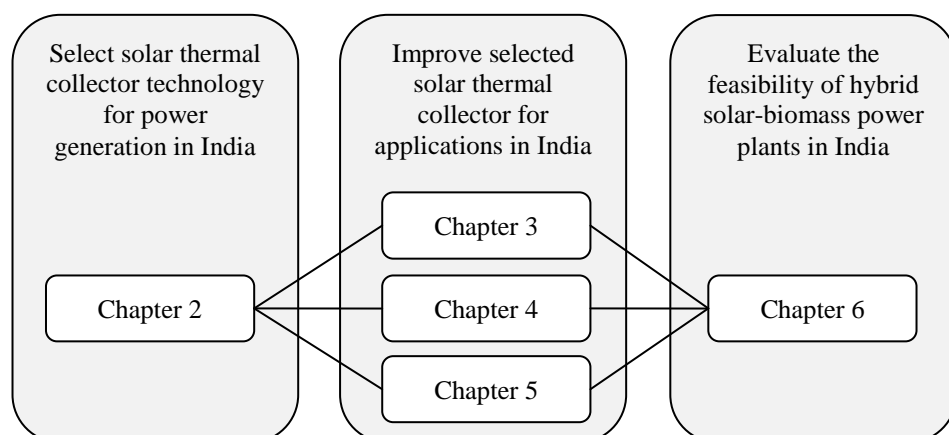 Select solar thermal
collector technology
for power
generation in India
Improve selected
solar thermal
collector for
applications in India
Evaluate the
feasibility of hybrid
solar-biomass power
plants in India
Chapter 2
Chapter 3
Chapter 4
Chapter 5
Chapter 6